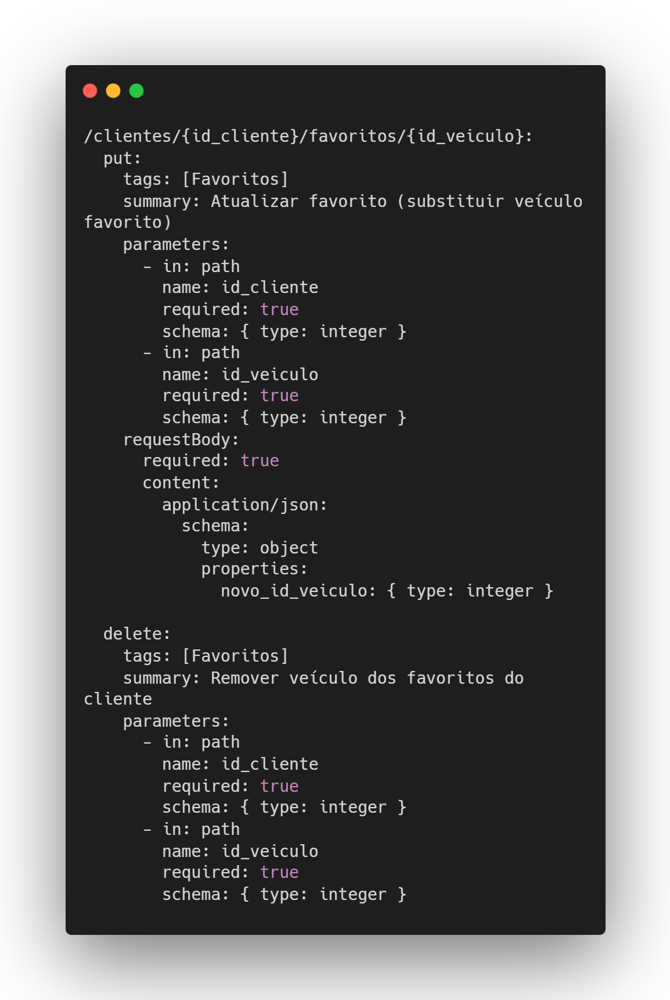 /clientes/{id_cliente}/favoritos/{id_veiculo}:
  put:
    tags: [Favoritos]
    summary: Atualizar favorito (substituir veículo
favorito)
    parameters:
      - in: path
        name: id_cliente
        required: true
        schema: { type: integer }
      - in: path
        name: id_veiculo
        required: true
        schema: { type: integer }
    requestBody:
      required: true
      content:
        application/json:
          schema:
            type: object
            properties:
              novo_id_veiculo: { type: integer }

  delete:
    tags: [Favoritos]
    summary: Remover veículo dos favoritos do
cliente
    parameters:
      - in: path
        name: id_cliente
        required: true
        schema: { type: integer }
      - in: path
        name: id_veiculo
        required: true
        schema: { type: integer }